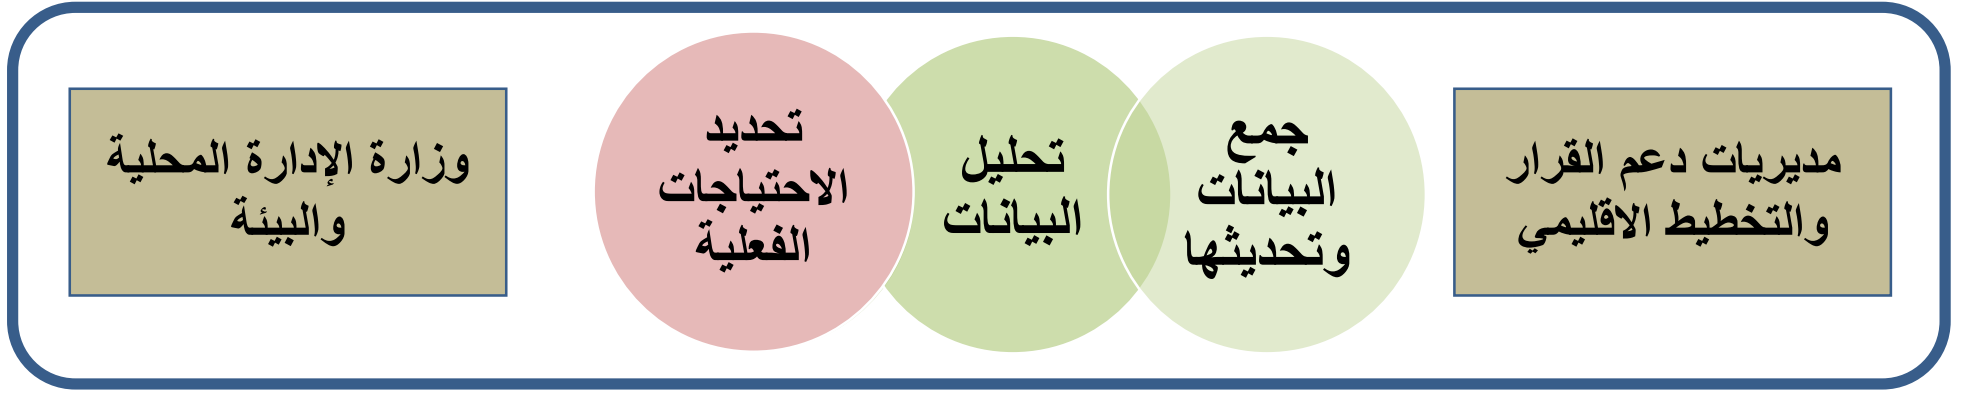 مديريات دعم القرار
والتخطيط الاقليمي
جمع
البيانات
وتحديثها
تحليل
البيانات
تحديد
الاحتياجات
الفعلية
وزارة الإدارة المحلية
والبيئة